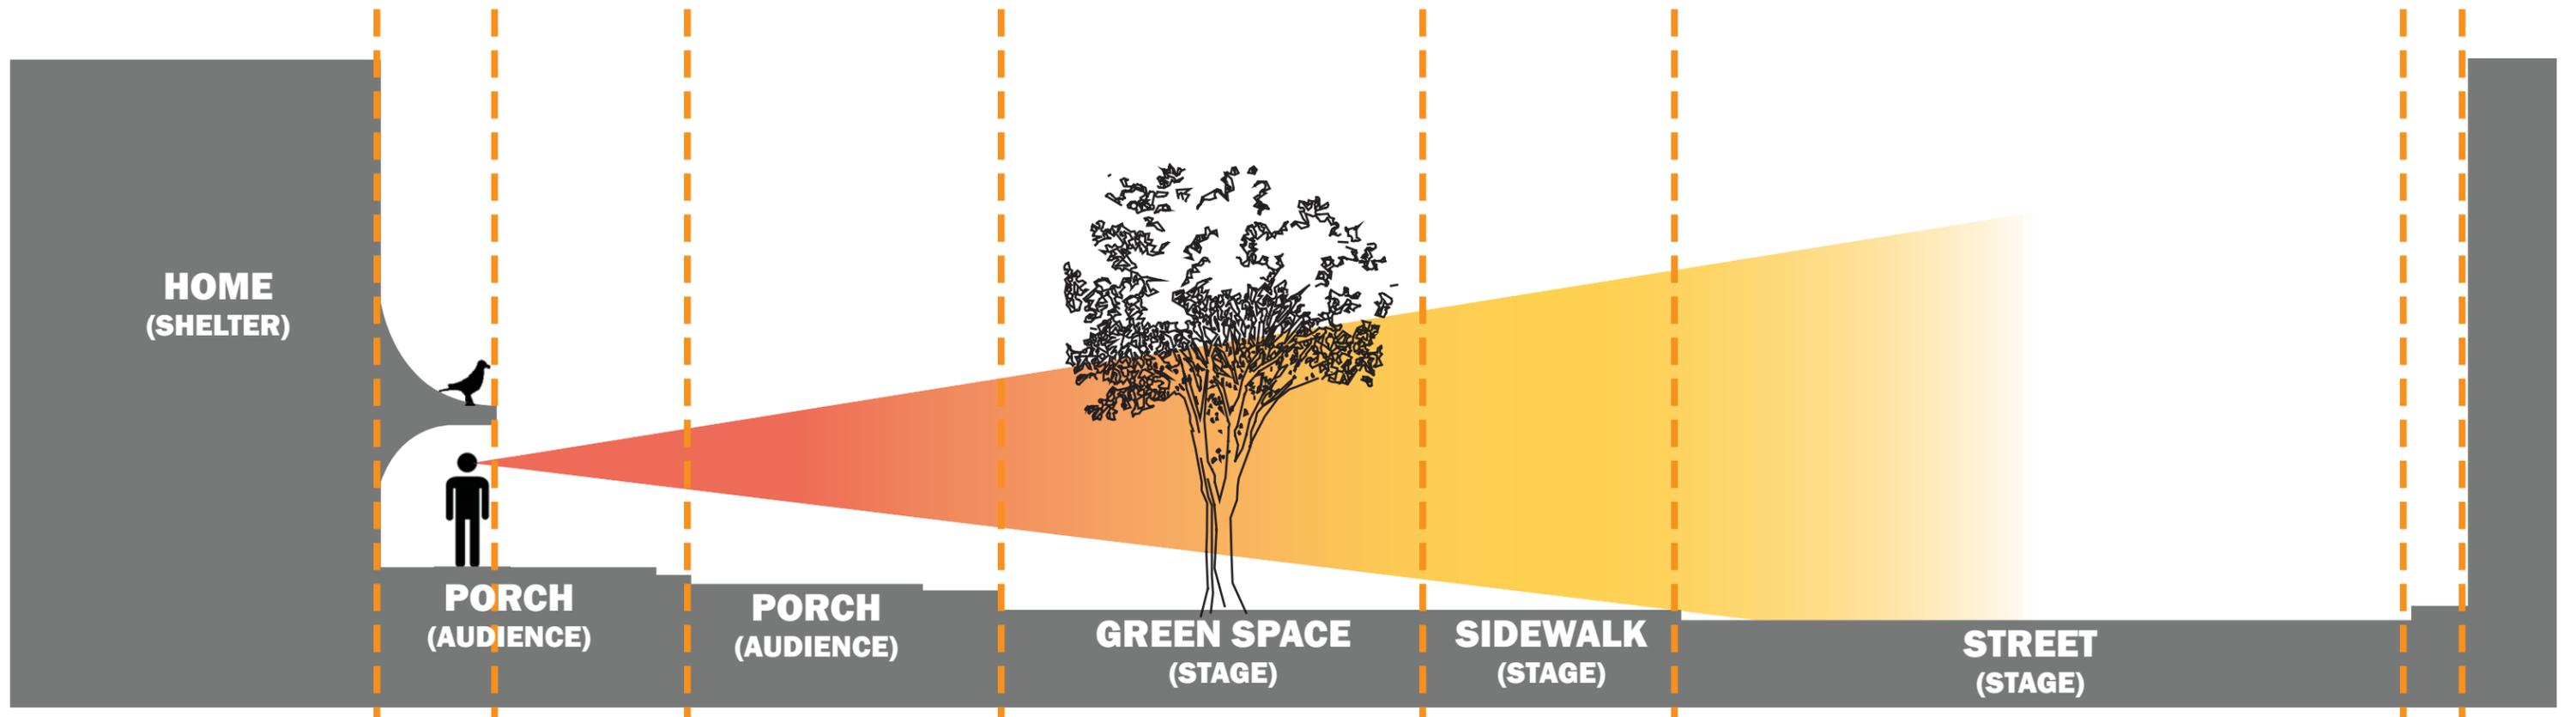 HOME
(SHELTER)
PORCH
(AUDIENCE)
PORCH
(AUDIENCE)
GREEN SPACE
(STAGE)
SIDEWALK
(STAGE)
STREET
(STAGE)